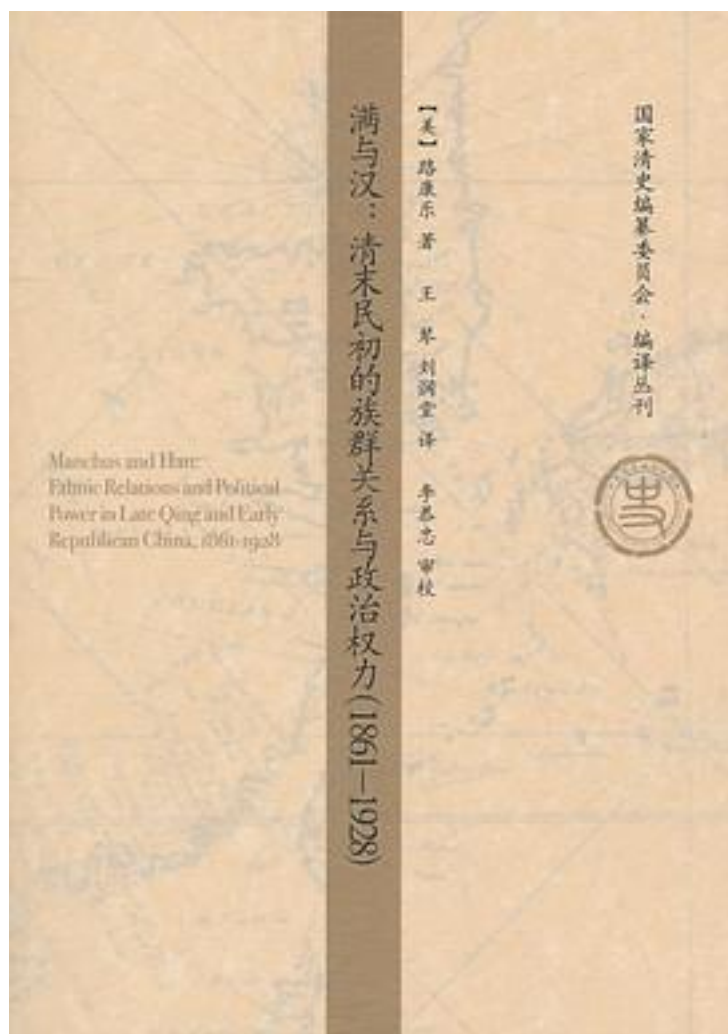 国家清史编纂委员会·编译丛刊
【美】路康乐 著 王 琴 刘润堂 译 李恭忠 审校
满与汉：清末民初的族群关系与政治权力(1861—1928)
Manchus and Han:
Ethnic Relations and Political
Power in Late Qing and Early
Republican China, 1861-1928
史